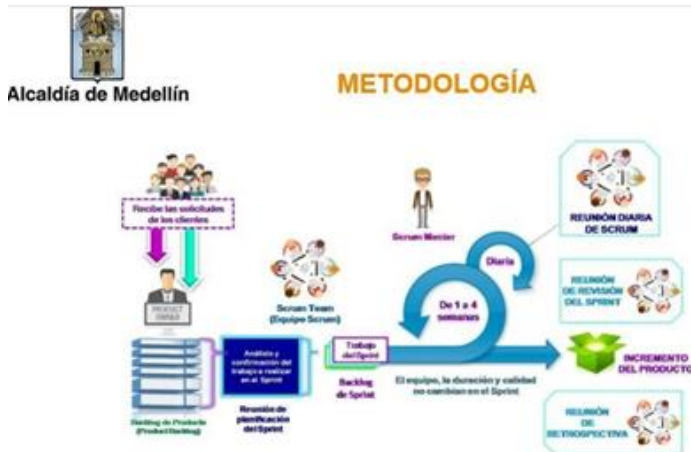 Alcaldía de Medellín
METODOLOGÍA
Recibe las solicitudes
de los clientes
PRODUCT
OWNER
Scrum Team
(Equipo Scrum)
Scrum Master
Diaria
De 1 a 4
semanas
REUNIÓN DIARIA
DE SCRUM
REUNIÓN
DE REVISIÓN
DEL SPRINT
Análisis y
confirmación del
trabajo a realizar
en el Sprint
Trabajo
del Sprint
INCREMENTO
DEL PRODUCTO
Backlog de Producto
(Product Backlog)
Reunión de
planificación
del Sprint
Backlog
de Sprint
El equipo, la duración y calidad
no cambian en el Sprint
REUNIÓN
DE
RETROSPECTIVA